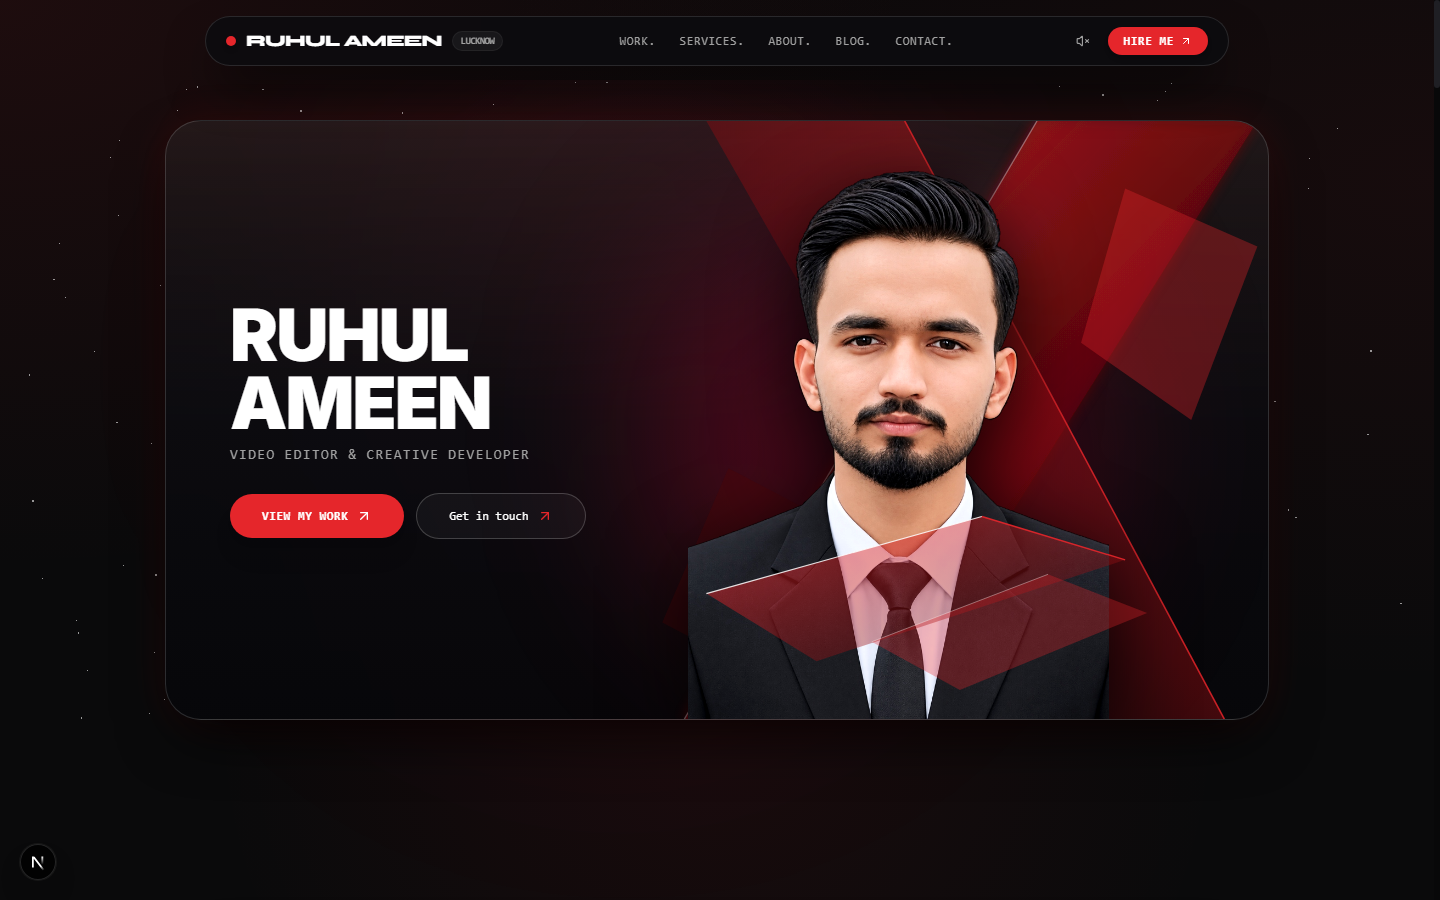 RUHUL AMEEN
LUCKNOW
WORK.
SERVICES.
ABOUT.
BLOG.
CONTACT.
HIRE ME
RUHUL
AMEEN
VIDEO EDITOR & CREATIVE DEVELOPER
VIEW MY WORK
Get in touch
N